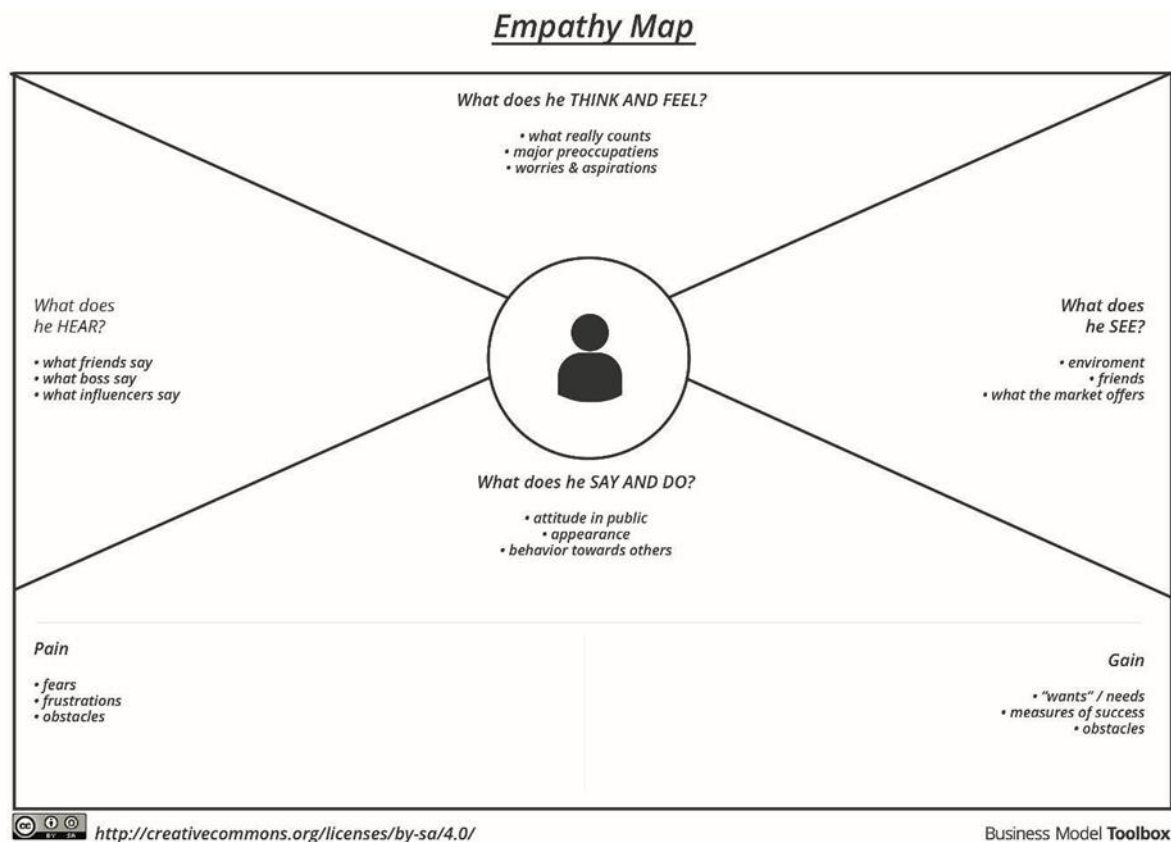 Empathy Map
What does he THINK AND FEEL?
• what really counts
• major preoccupatiens
• worries & aspirations
What does
he HEAR?
• what friends say
• what boss say
• what influencers say
What does
he SEE?
• enviroment
• friends
• what the market offers
What does he SAY AND DO?
• attitude in public
• appearance
• behavior towards others
Pain
• fears
• frustrations
• obstacles
Gain
• "wants" / needs
• measures of success
• obstacles
cc BY SA http://creativecommons.org/licenses/by-sa/4.0/
Business Model Toolbox